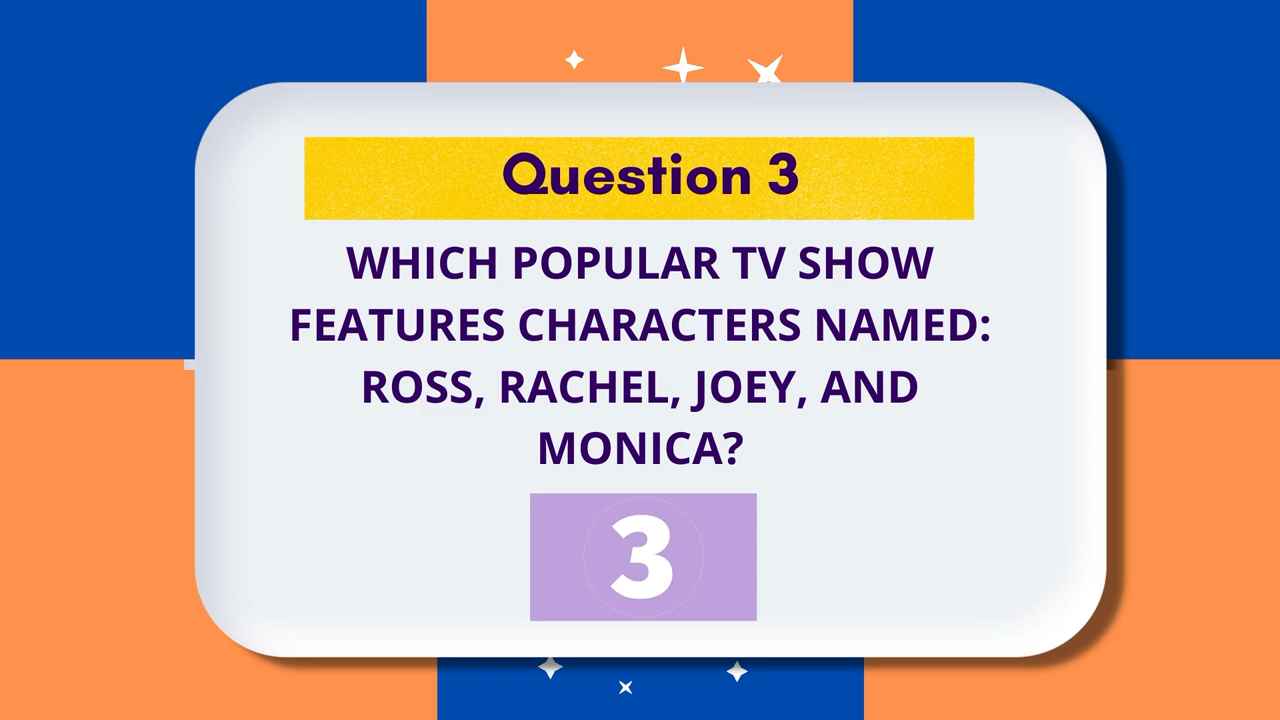 Question 3
WHICH POPULAR TV SHOW
FEATURES CHARACTERS NAMED:
ROSS, RACHEL, JOEY, AND
MONICA?
3